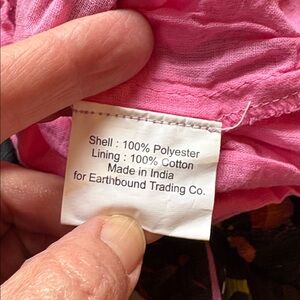 Shell : 100% Polyester
Lining : 100% Cotton
Made in India
for Earthbound Trading Co.